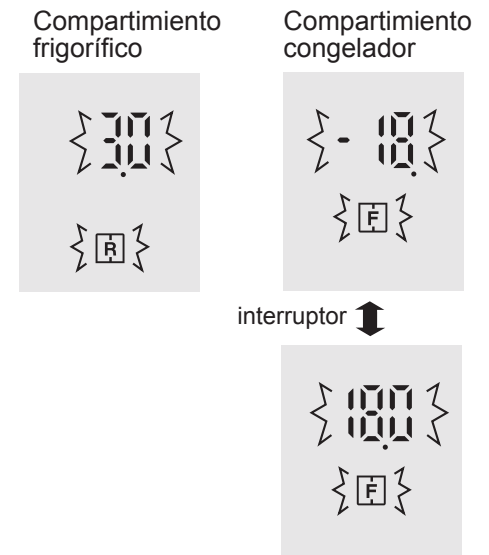 Compartimiento
frigorífico
Compartimiento
congelador
3.0
- 18.
R
F
interruptor
18.0
F